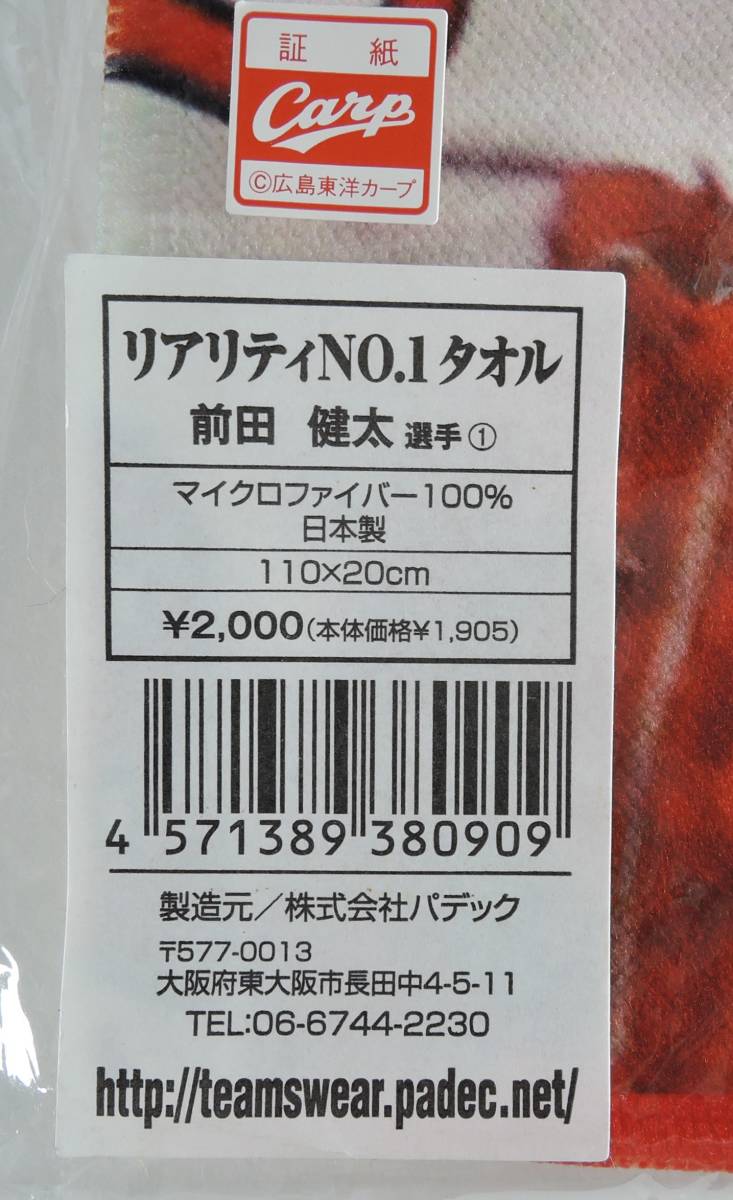 証 紙
Carp
©広島東洋カープ
リアリティNO.1タオル
前田 健太 選手①
マイクロファイバー100%
日本製
110×20cm
¥2,000(本体価格¥1,905)
4 571389 380909
製造元/株式会社パデック
〒577-0013
大阪府東大阪市長田中4-5-11
TEL:06-6744-2230
http://teamswear.padec.net/